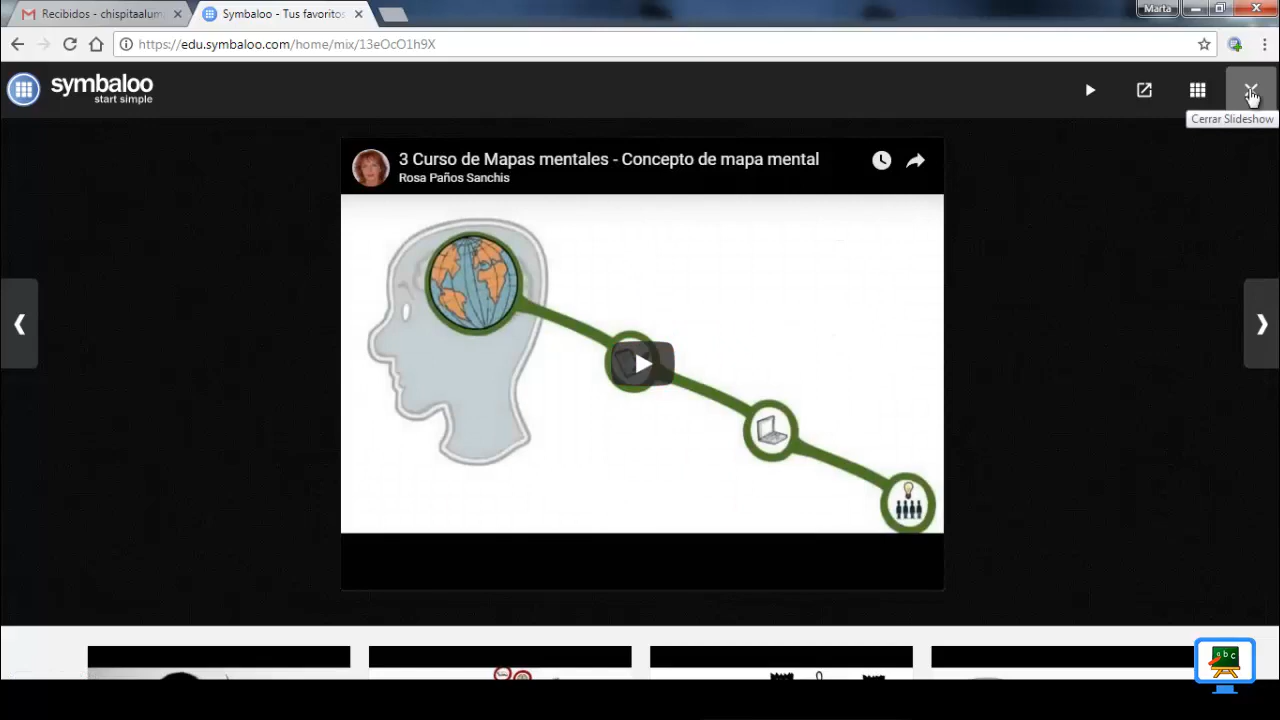 Recibidos - chispitaalum
Symbaloo - Tus favoritos
Marta
https://edu.symbaloo.com/home/mix/13eOcO1h9X
symbaloo
start simple
Cerrar Slideshow
3 Curso de Mapas mentales - Concepto de mapa mental
Rosa Paños Sanchis
abc